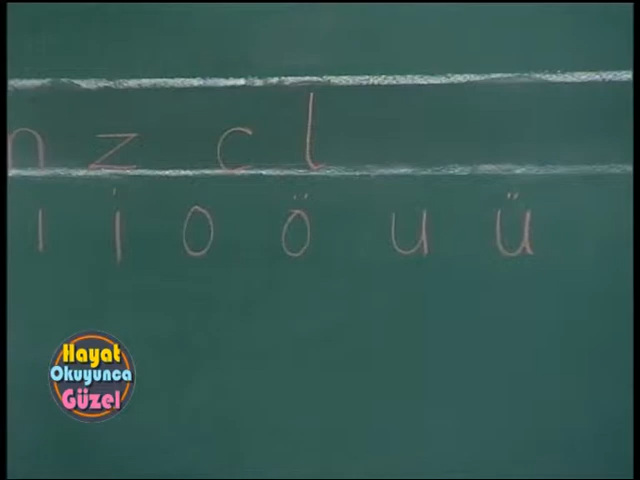 n z c l
ı i o ö u ü
Hayat
Okuyunca
Güzel